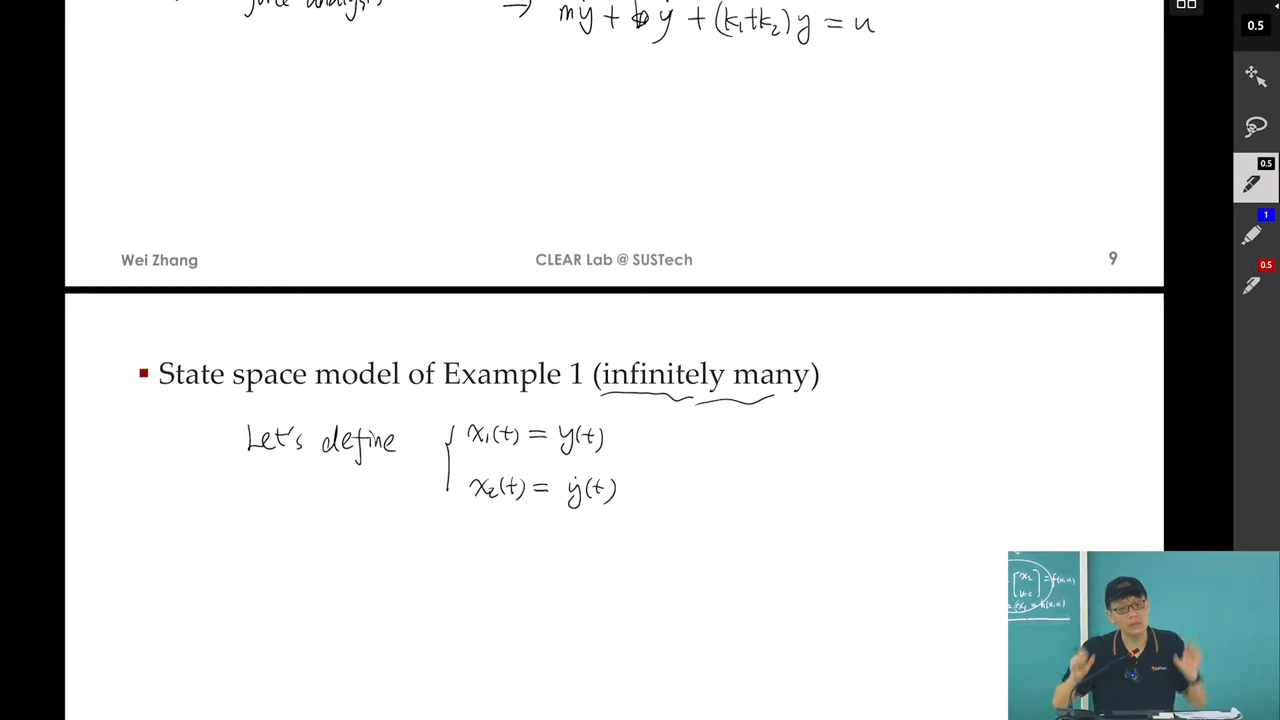 analysis ⇒ mÿ + bẏ + (k₁+k₂)y = u
Wei Zhang CLEAR Lab @ SUSTech 9
▪ State space model of Example 1 (infinitely many)
Let's define { x₁(t) = y(t)
x₂(t) = ẏ(t)
0.5
0.5
1
0.5